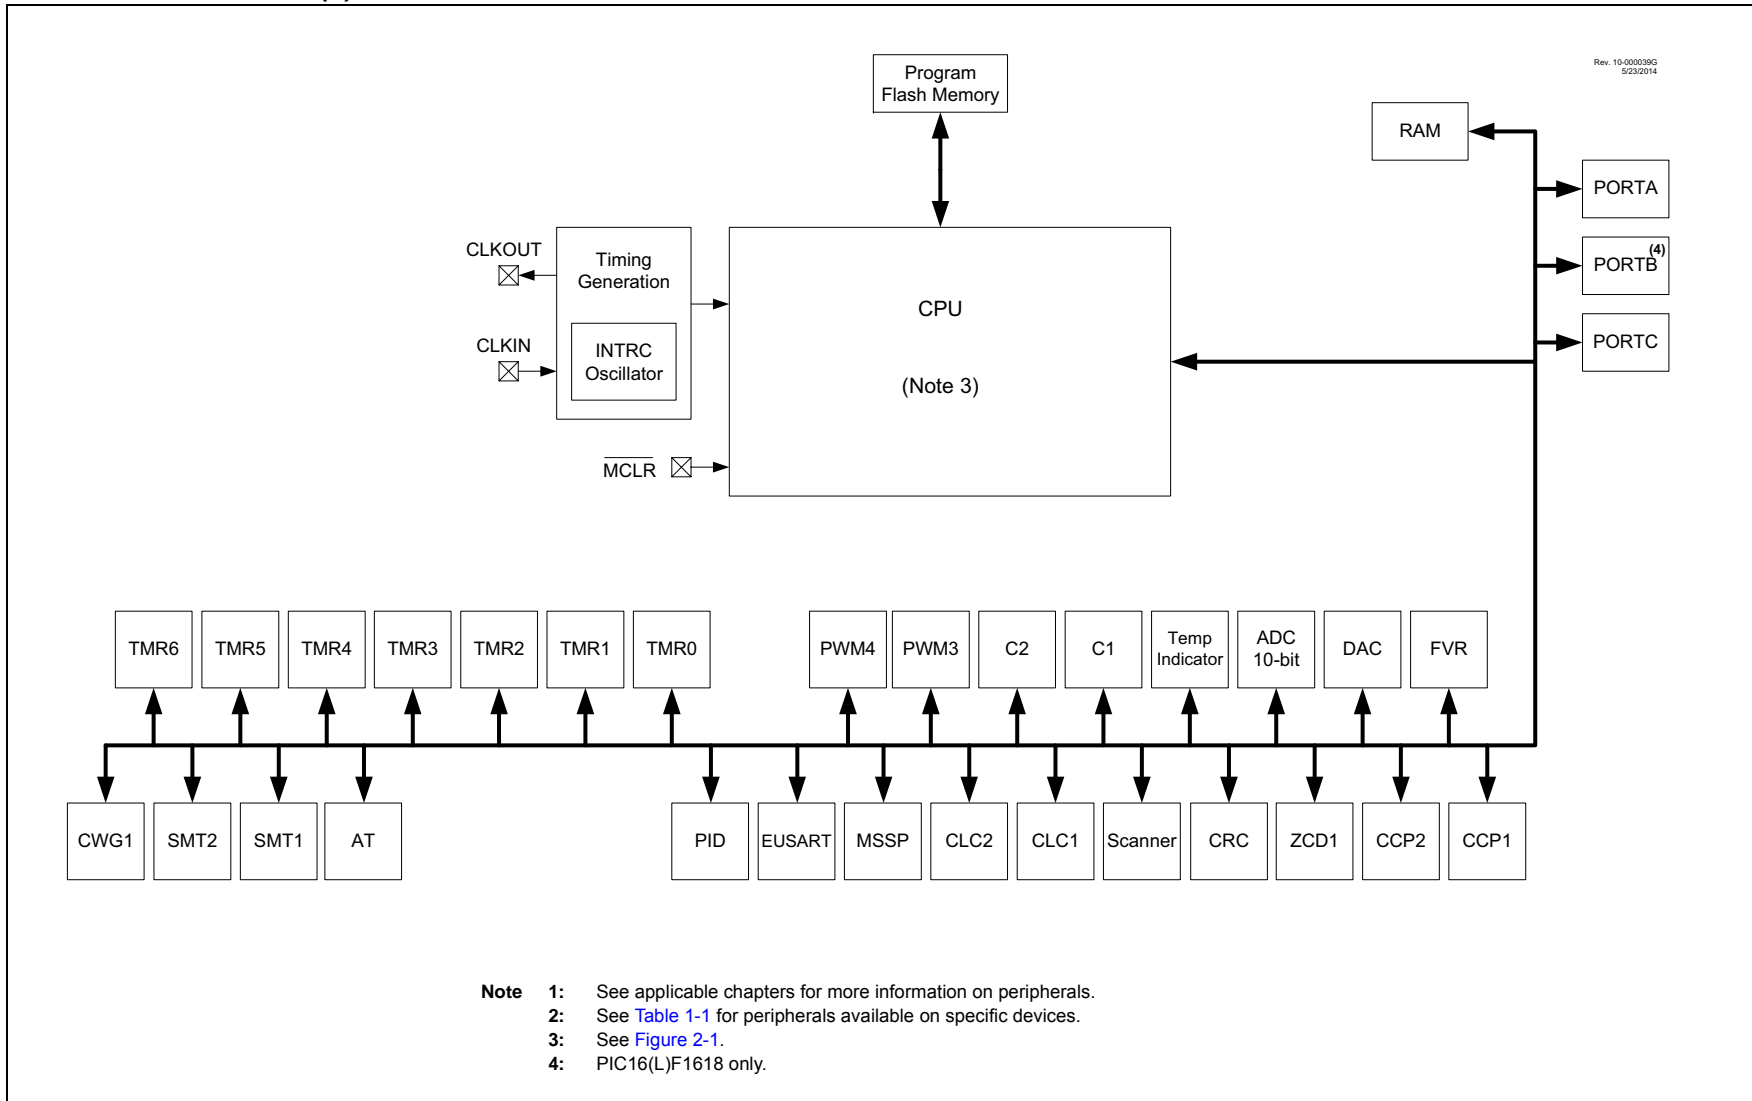 Rev. 10-000039G
5/23/2014
Program
Flash Memory
RAM
PORTA
PORTB(4)
PORTC
CLKOUT
Timing
Generation
CPU
CLKIN
INTRC
Oscillator
(Note 3)
MCLR
TMR6
TMR5
TMR4
TMR3
TMR2
TMR1
TMR0
PWM4
PWM3
C2
C1
Temp
Indicator
ADC
10-bit
DAC
FVR
CWG1
SMT2
SMT1
AT
PID
EUSART
MSSP
CLC2
CLC1
Scanner
CRC
ZCD1
CCP2
CCP1
Note 1: See applicable chapters for more information on peripherals.
2: See Table 1-1 for peripherals available on specific devices.
3: See Figure 2-1.
4: PIC16(L)F1618 only.